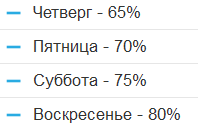 Четверг - 65%
Пятница - 70%
Суббота - 75%
Воскресенье - 80%